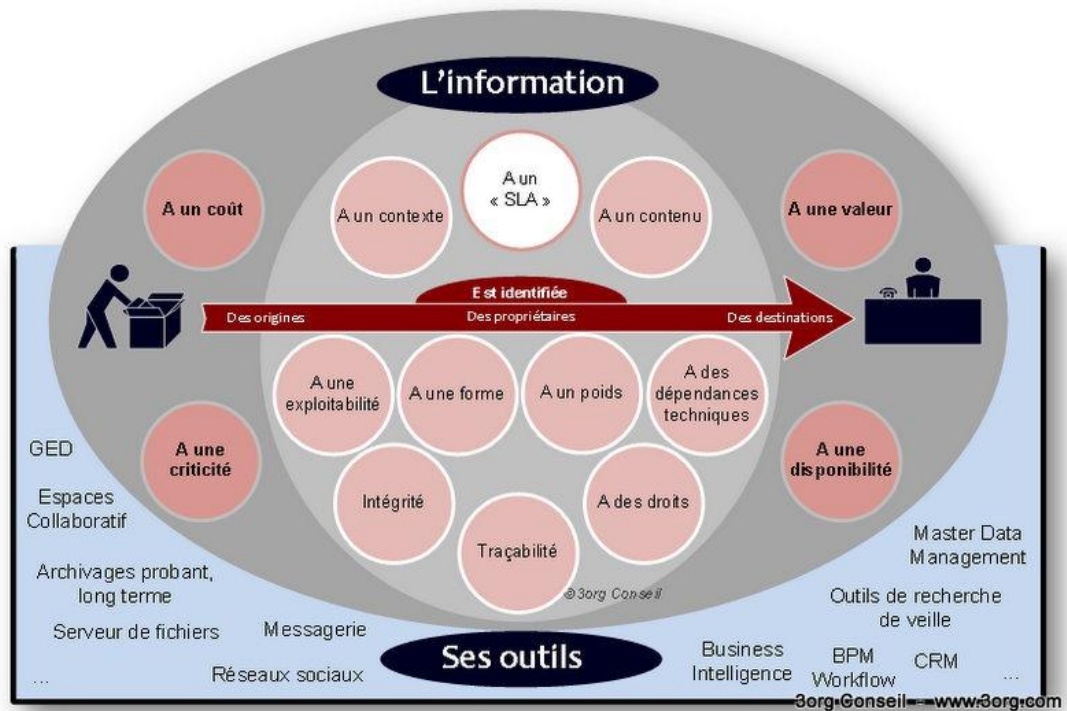 L'information
A un
« SLA »
A un coût
A un contexte
A un contenu
A une valeur
Est identifiée
Des origines
Des propriétaires
Des destinations
A une
exploitabilité
A une forme
A un poids
A des
dépendances
techniques
A une
criticité
A une
disponibilité
Intégrité
A des droits
Traçabilité
©3org Conseil
GED
Espaces
Collaboratif
Archivages probant,
long terme
Serveur de fichiers
Messagerie
Réseaux sociaux
...
Ses outils
Master Data
Management
Outils de recherche
de veille
Business
Intelligence
BPM
Workflow
CRM
...
3org Conseil - www.3org.com